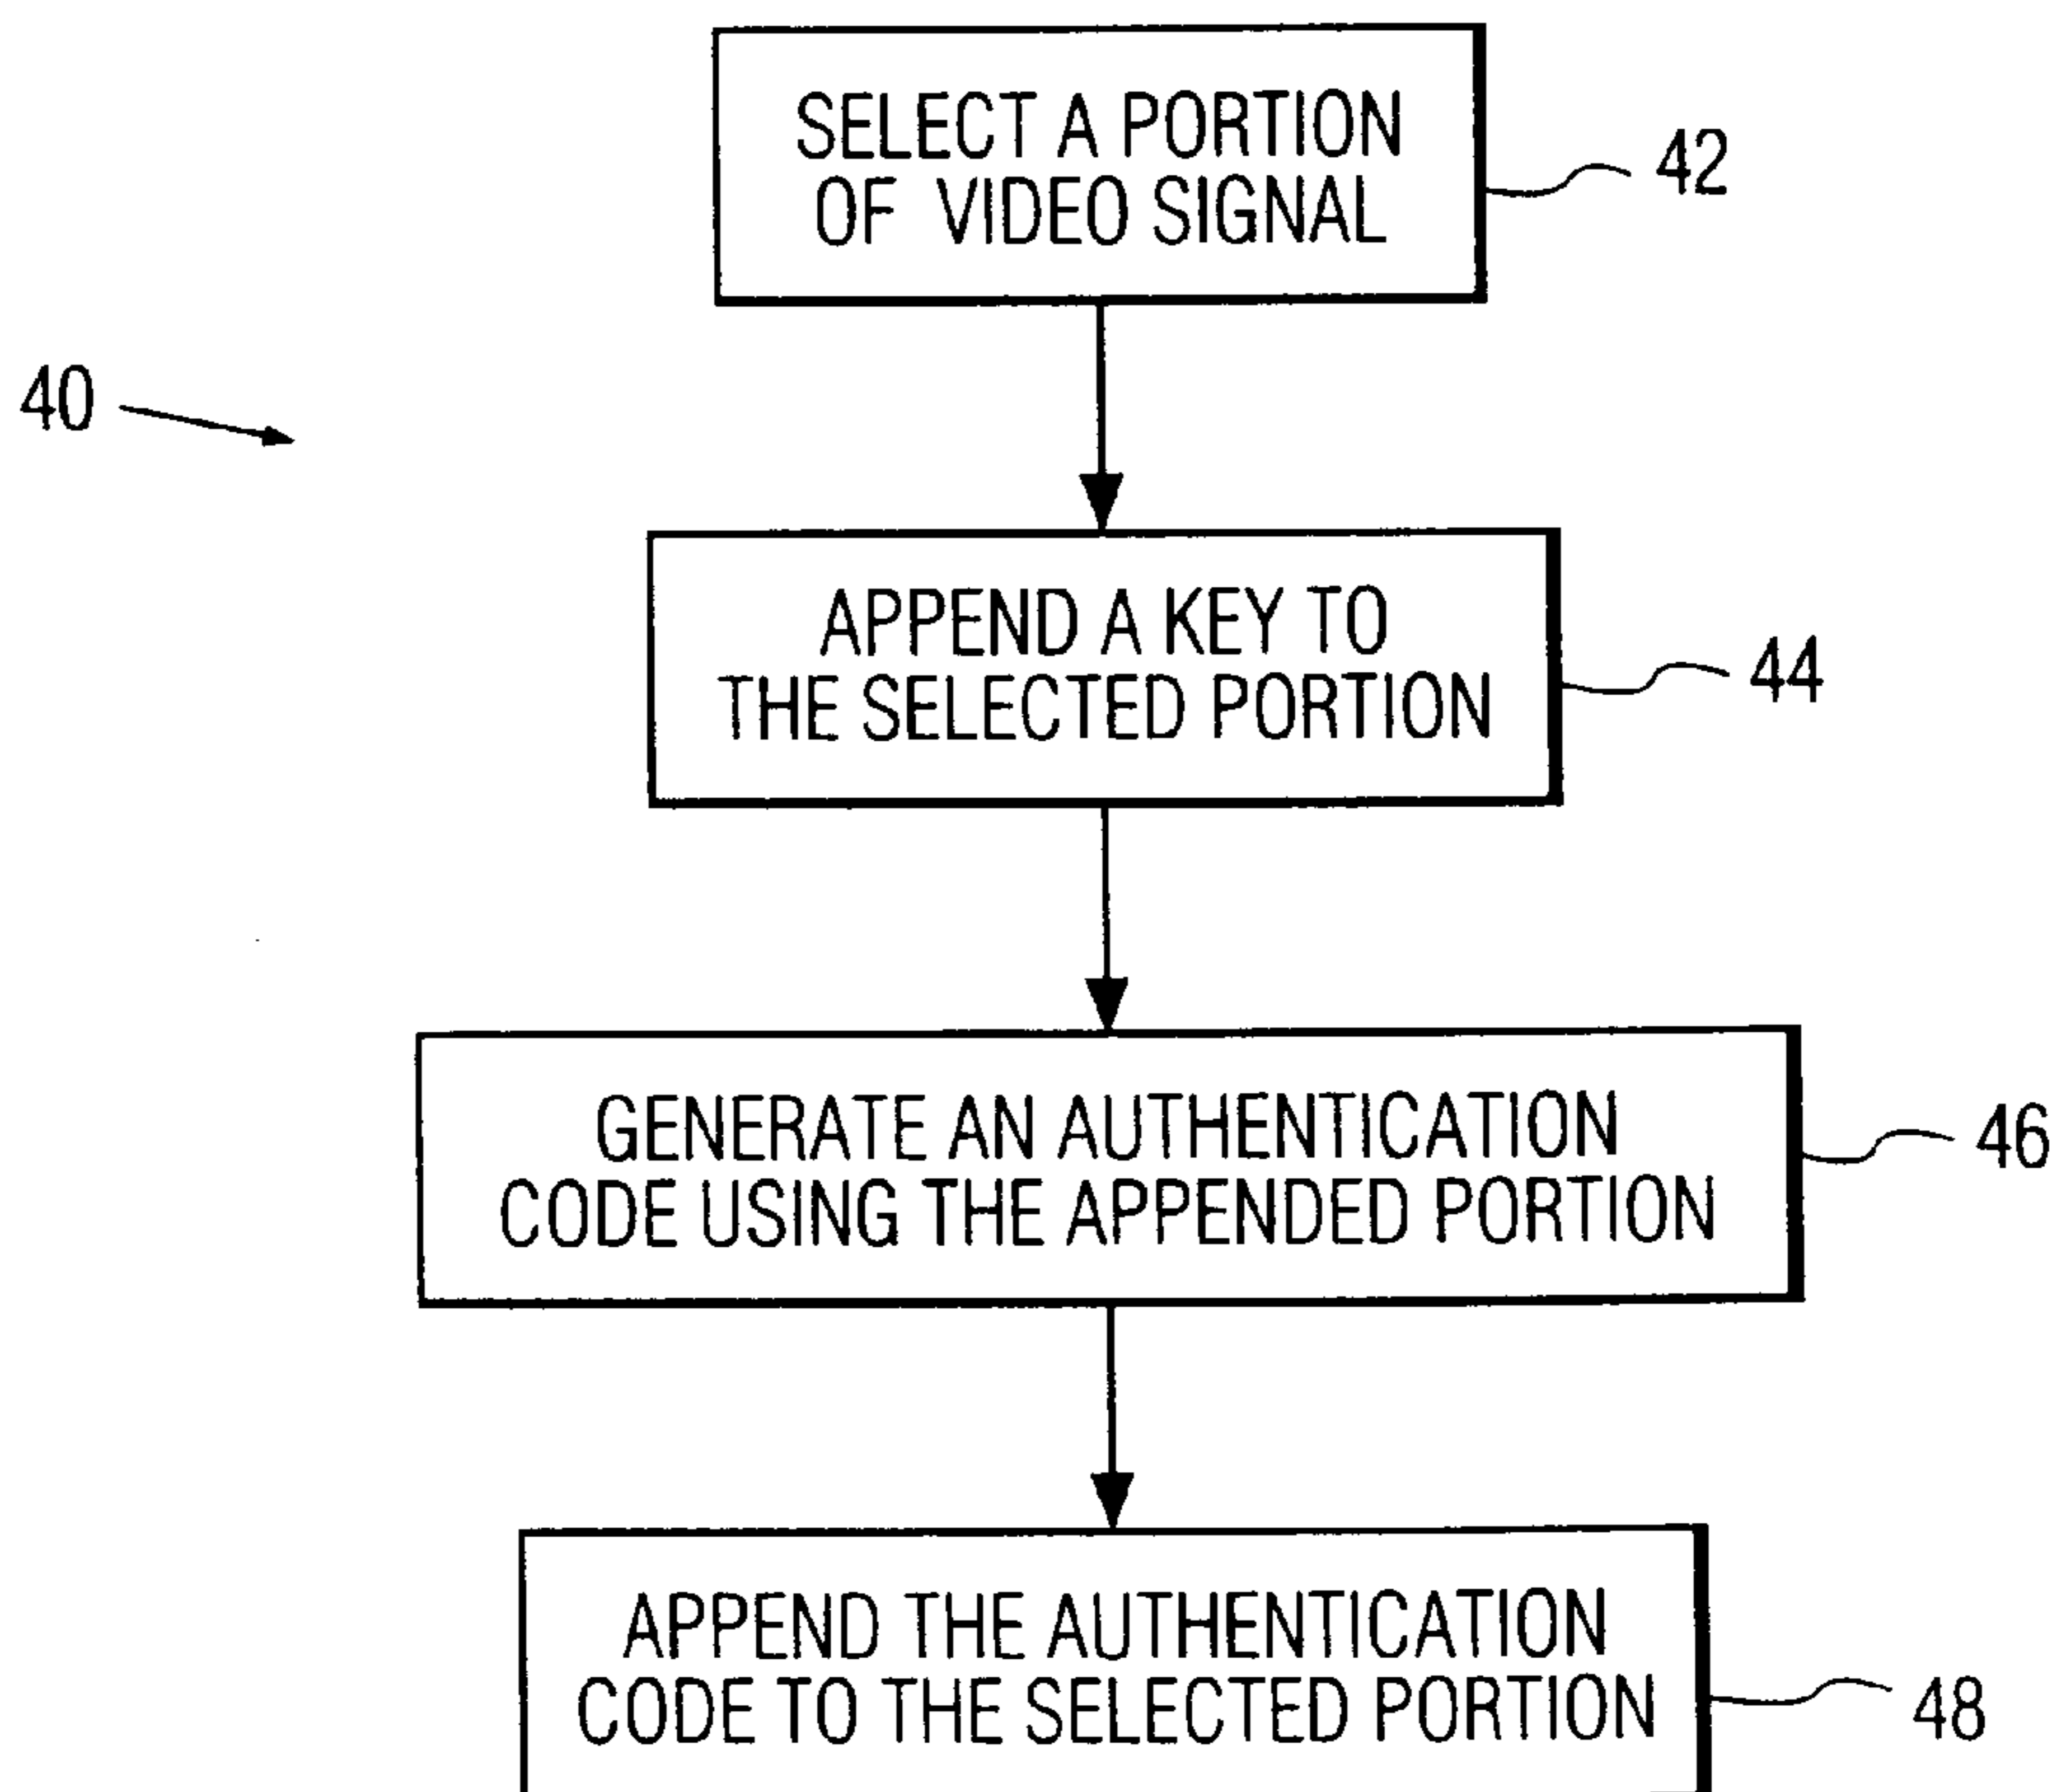 SELECT A PORTION
OF VIDEO SIGNAL
42
40
APPEND A KEY TO
THE SELECTED PORTION
44
GENERATE AN AUTHENTICATION
CODE USING THE APPENDED PORTION
46
APPEND THE AUTHENTICATION
CODE TO THE SELECTED PORTION
48